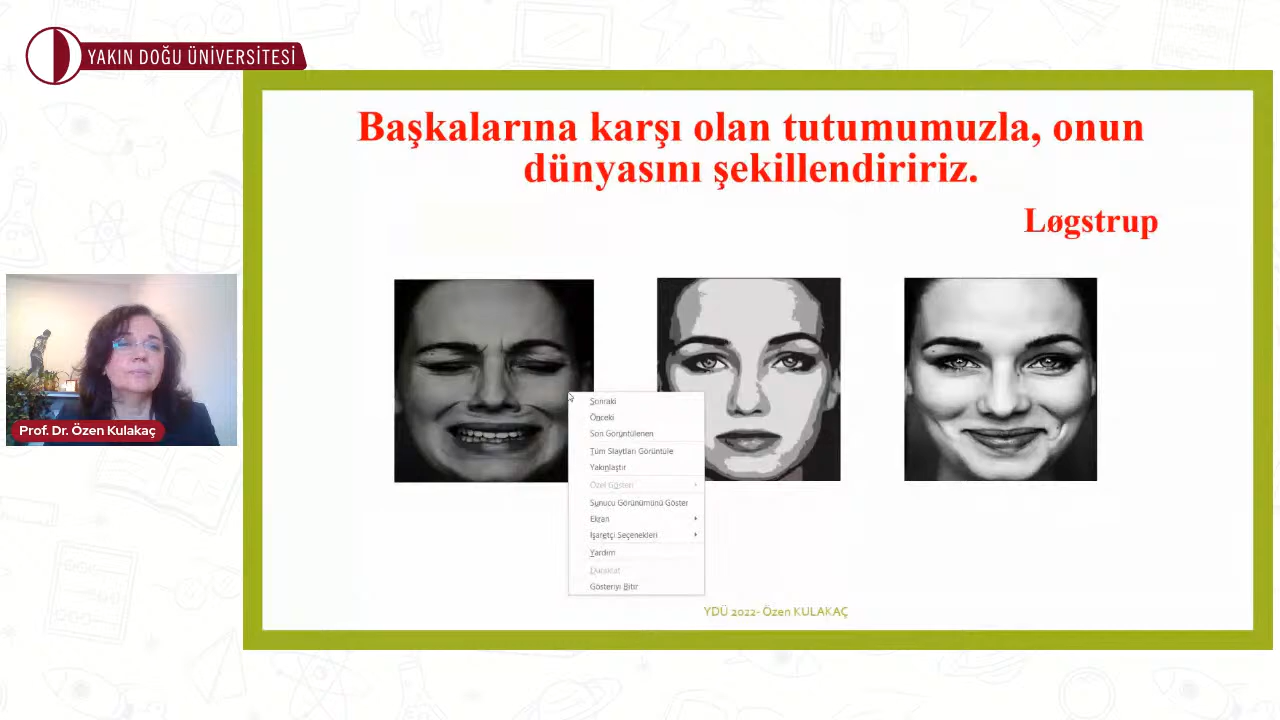 YAKIN DOĞU ÜNİVERSİTESİ
Başkalarına karşı olan tutumumuzla, onun
dünyasını şekillendiririz.
Løgstrup
Prof. Dr. Özen Kulakaç
Sonraki
Önceki
Son Görüntülenen
Tüm Slaytları Görüntüle
Yakınlaştır
Özel Gösteri
Sunucu Görünümünü Göster
Ekran
İşaretçi Seçenekleri
Yardım
Duraklat
Gösteriyi Bitir
YDÜ 2022- Özen KULAKAÇ